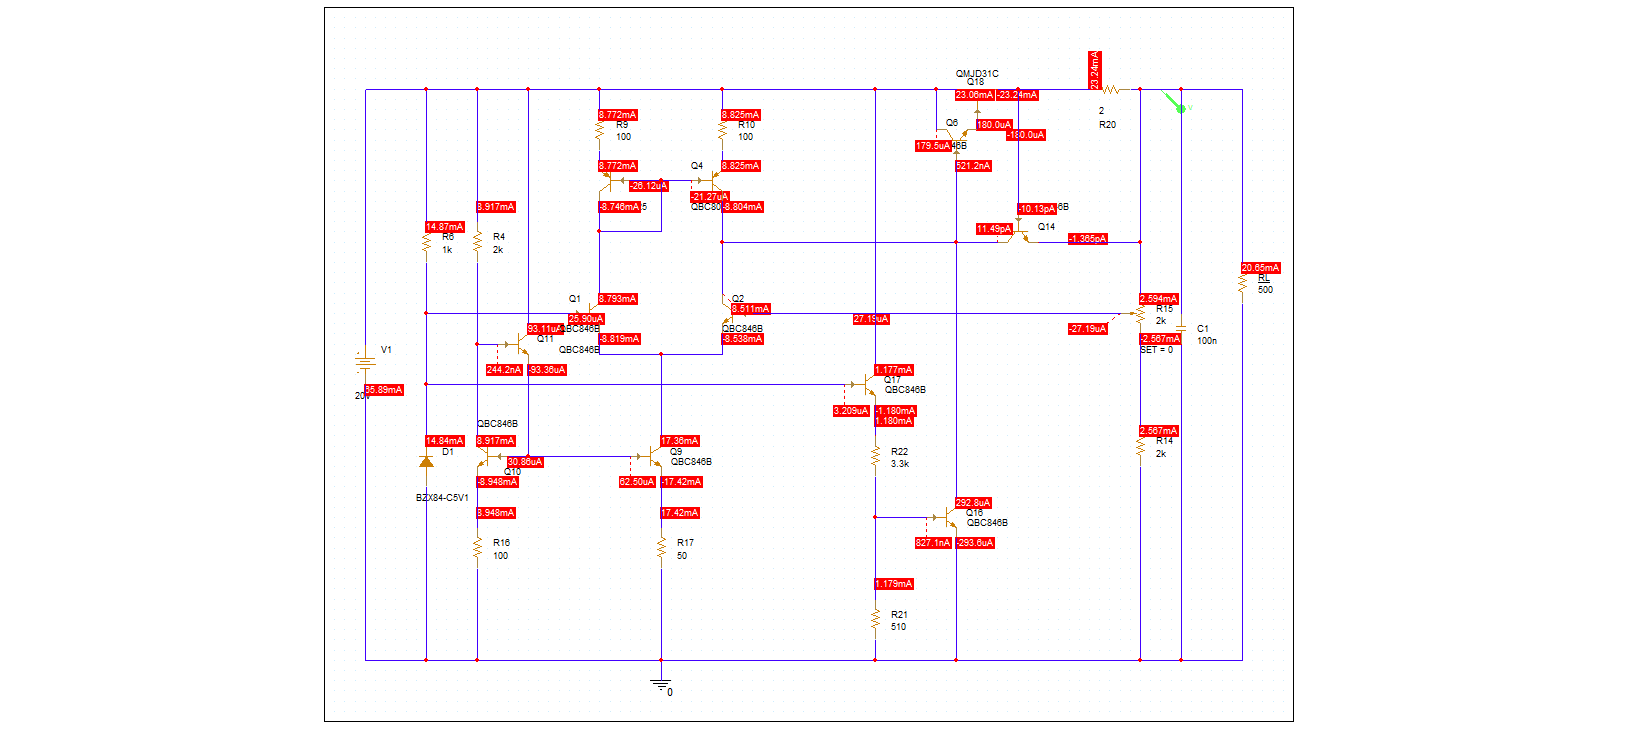 23.24mA
QMJD31C
Q18
23.06mA
-23.24mA
2
R20
8.772mA
R9
100
8.825mA
R10
100
Q6
180.0uA
-180.0uA
179.5uA
46B
521.2nA
8.772mA
Q4
8.825mA
-26.12uA
-21.27uA
-8.746mA
5
QBC80
-8.804mA
8.917mA
-10.13pA
6B
14.87mA
R6
1k
R4
2k
11.49pA
Q14
-1.365pA
20.65mA
RL
500
Q1
8.793mA
Q2
8.511mA
2.594mA
R15
2k
25.90uA
QBC846B
QBC846B
27.19uA
-27.19uA
93.11uA
Q11
-8.819mA
-8.538mA
-2.567mA
SET = 0
C1
100n
V1
QBC846B
244.2nA
-93.36uA
1.177mA
Q17
QBC846B
20
3.209uA
-1.180mA
1.180mA
QBC846B
14.84mA
D1
8.917mA
17.36mA
Q9
QBC846B
2.567mA
R14
2k
30.86uA
Q10
R22
3.3k
-8.948mA
62.50uA
-17.42mA
BZX84-C5V1
8.948mA
17.42mA
292.8uA
Q16
QBC846B
R16
100
R17
50
827.1nA
-293.6uA
1.179mA
R21
510
0